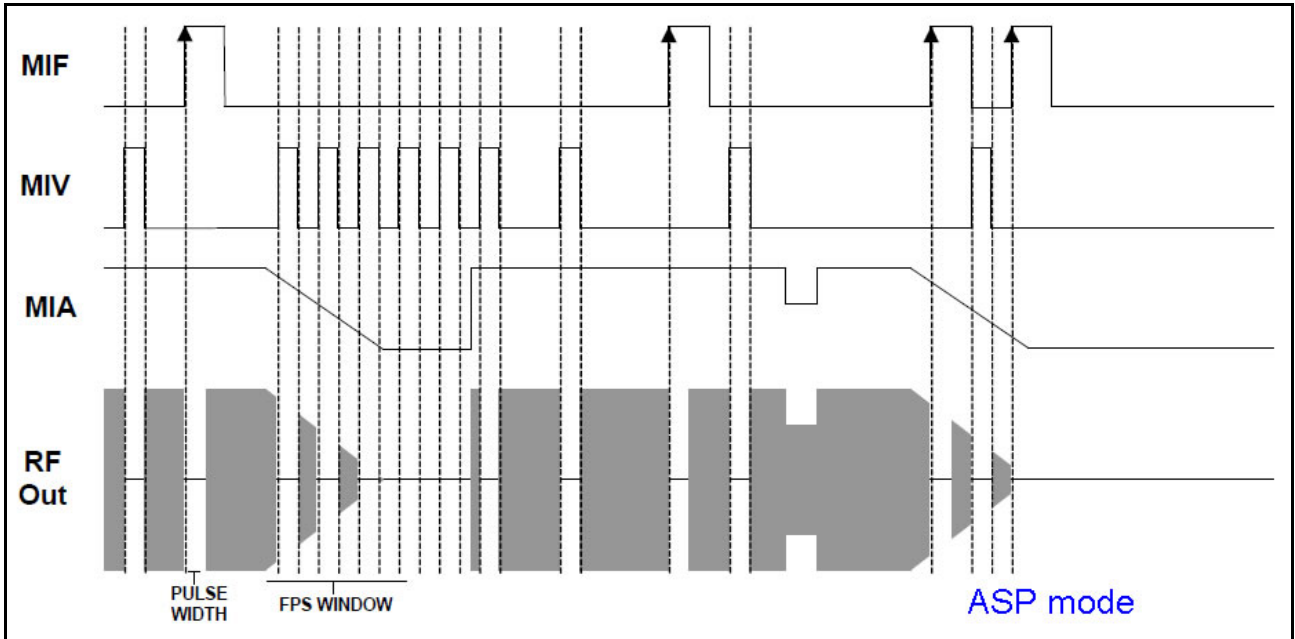 MIF
MIV
MIA
RF
Out
PULSE
WIDTH
FPS WINDOW
ASP mode